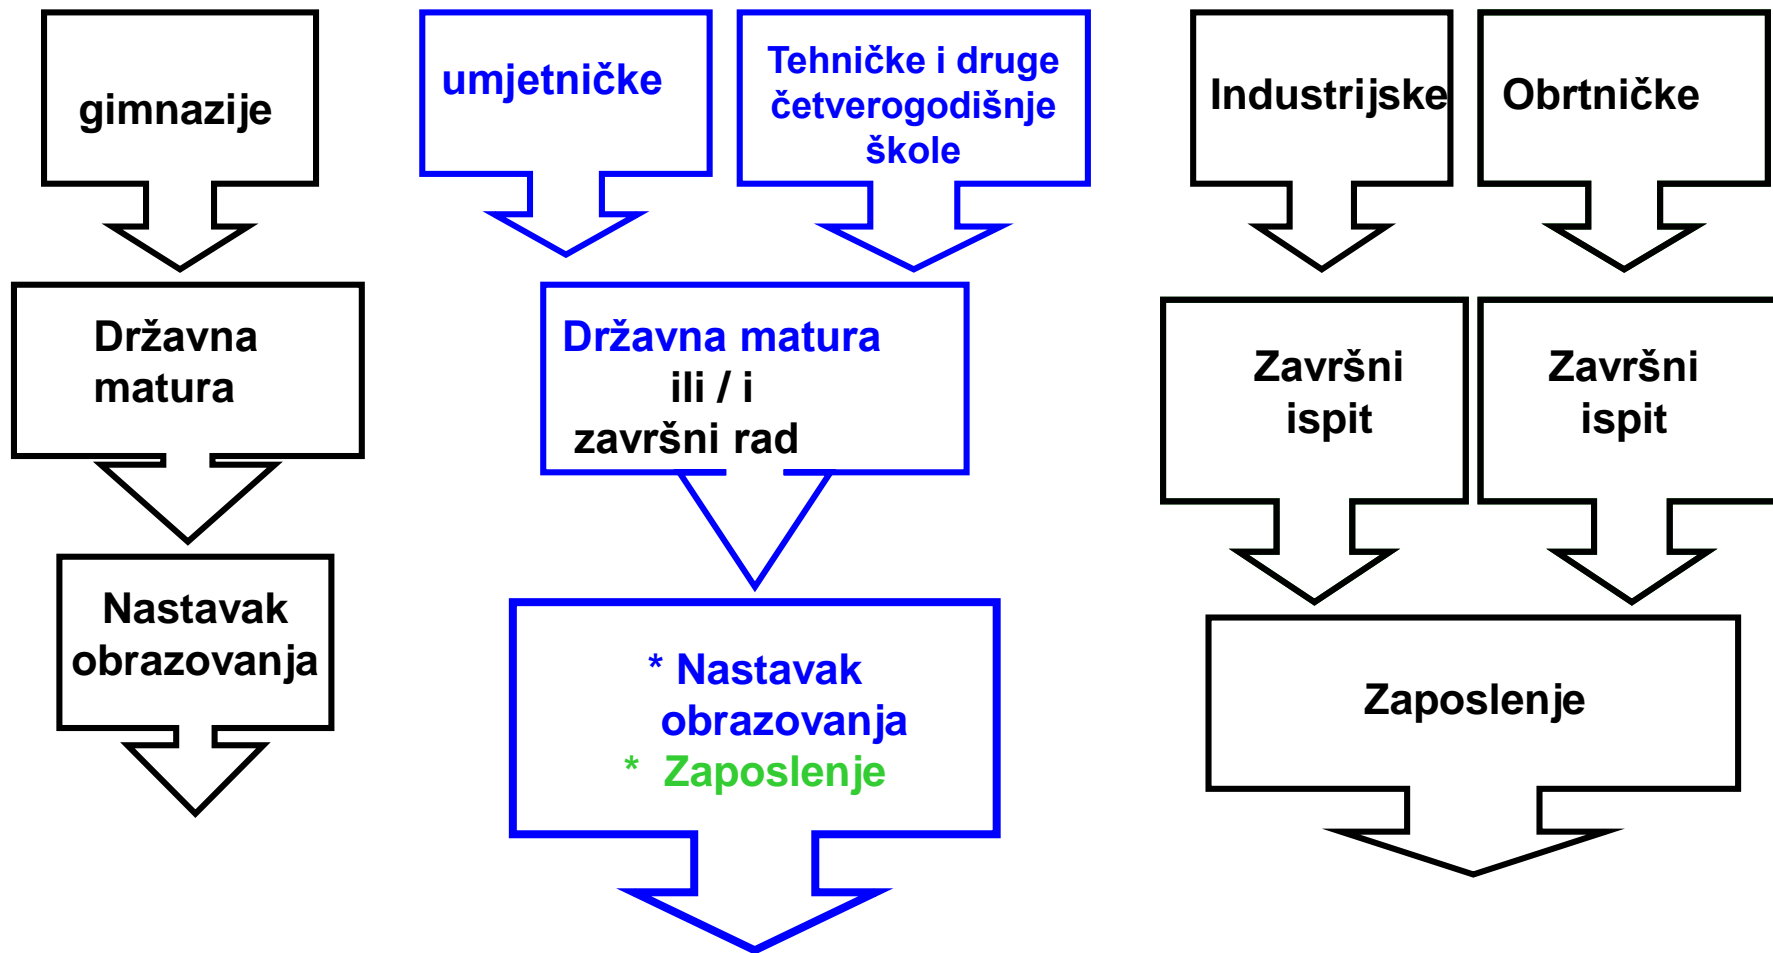 gimnazije
umjetničke
Tehničke i druge
četverogodišnje
škole
Industrijske
Obrtničke
Državna
matura
Državna matura
ili / i
završni rad
Završni
ispit
Završni
ispit
Nastavak
obrazovanja
* Nastavak
obrazovanja
* Zaposlenje
Zaposlenje